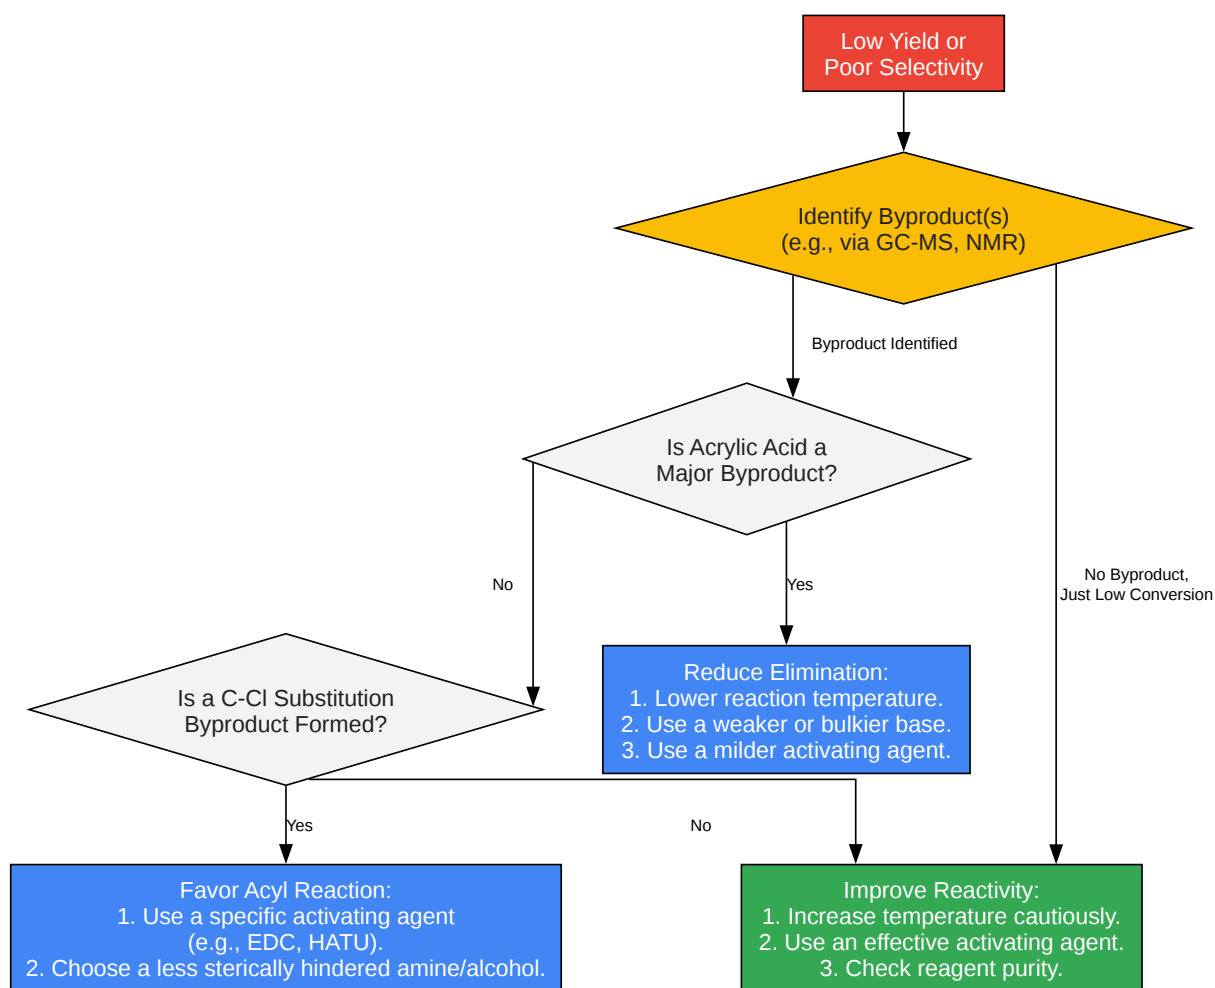 Low Yield or
Poor Selectivity
Identify Byproduct(s)
(e.g., via GC-MS, NMR)
Byproduct Identified
Is Acrylic Acid a
Major Byproduct?
No
Yes
No Byproduct,
Just Low Conversion
Is a C-Cl Substitution
Byproduct Formed?
Reduce Elimination:
1. Lower reaction temperature.
2. Use a weaker or bulkier base.
3. Use a milder activating agent.
Yes
No
Favor Acyl Reaction:
1. Use a specific activating agent
(e.g., EDC, HATU).
2. Choose a less sterically hindered amine/alcohol.
Improve Reactivity:
1. Increase temperature cautiously.
2. Use an effective activating agent.
3. Check reagent purity.